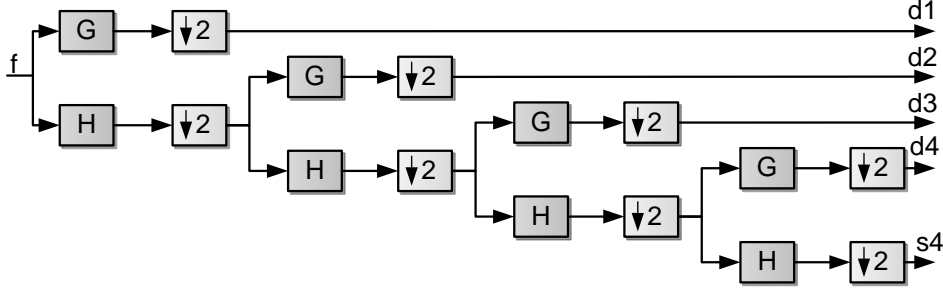 G ↓2 d1
f
G ↓2 d2
H ↓2
G ↓2 d3
H ↓2
G ↓2 d4
H ↓2
H ↓2 s4